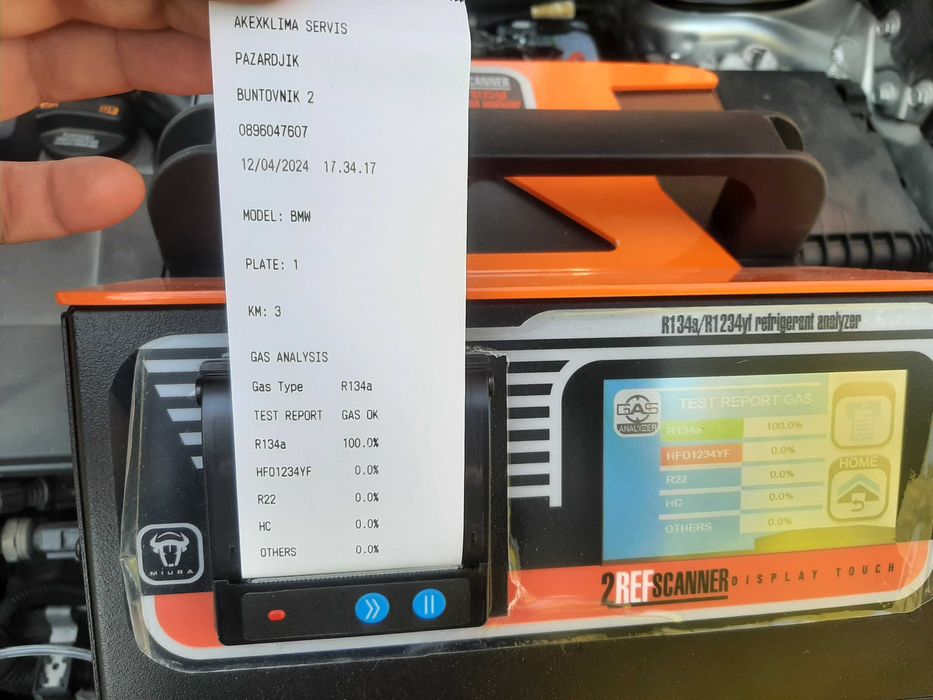 AKEXKLIMA SERVIS
PAZARDJIK
BUNTOVNIK 2
0896047607
12/04/2024 17.34.17
MODEL: BMW
PLATE: 1
KM: 3
GAS ANALYSIS
Gas Type R134a
TEST REPORT GAS OK
R134a 100.0%
HFO1234YF 0.0%
R22 0.0%
HC 0.0%
OTHERS 0.0%
SCANNER
R134a/R1234yf refrigerant analyzer
GAS
ANALYZER
TEST REPORT GAS
R134a 100.0%
HFO1234YF 0.0%
R22 0.0%
HC 0.0%
OTHERS 0.0%
HOME
MIURA
2REFSCANNER DISPLAY TOUCH